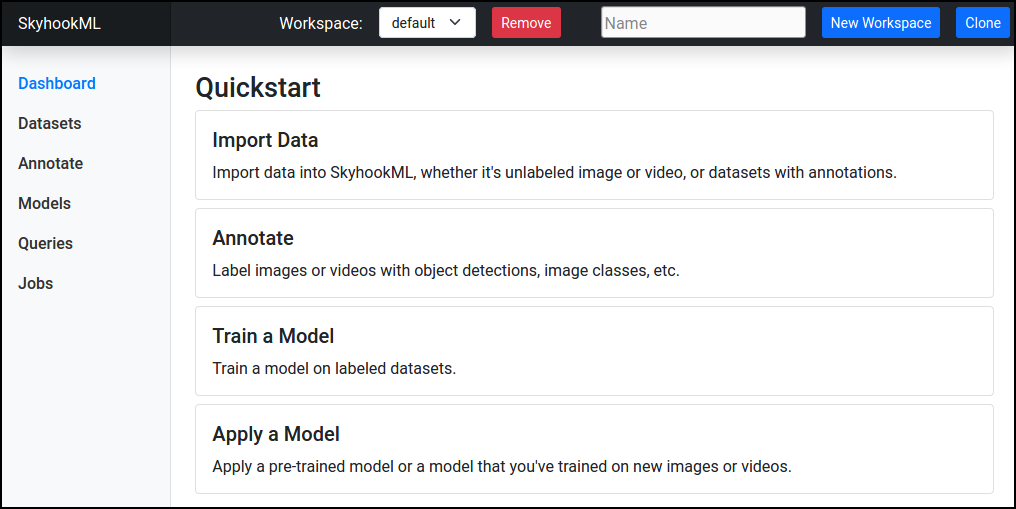 SkyhookML Workspace: default Remove Name New Workspace Clone
Dashboard
Datasets
Annotate
Models
Queries
Jobs
Quickstart
Import Data
Import data into SkyhookML, whether it's unlabeled image or video, or datasets with annotations.
Annotate
Label images or videos with object detections, image classes, etc.
Train a Model
Train a model on labeled datasets.
Apply a Model
Apply a pre-trained model or a model that you've trained on new images or videos.